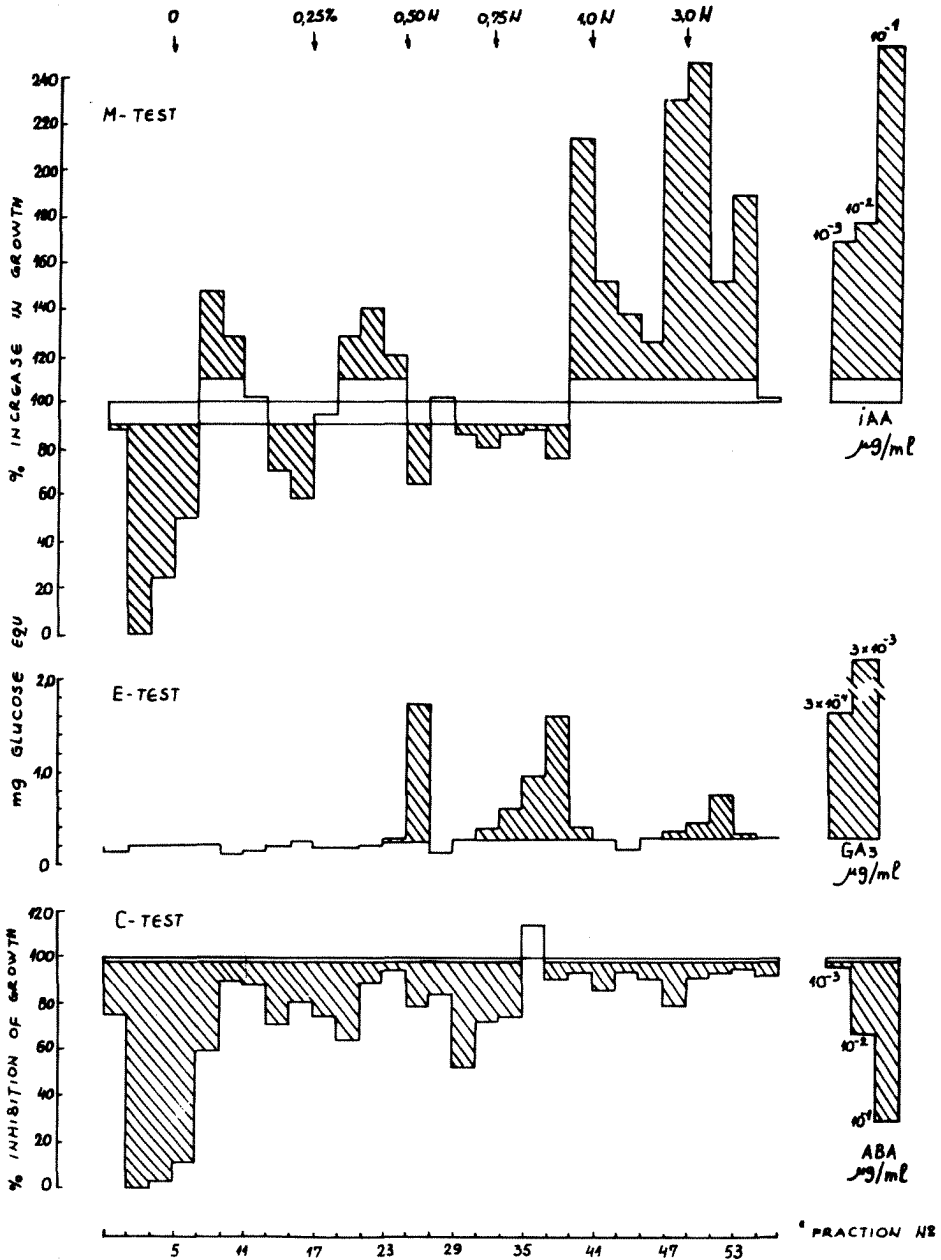 0 0,25% 0,50 N 0,75 N 1,0 N 3,0 N
M-TEST
% INCREASE IN GROWTH
240
220
200
180
160
140
120
100
80
60
40
20
0
10⁻³ 10⁻² 10⁻¹
iAA
µg/ml
E-TEST
mg GLUCOSE EQU
2,0
1,0
0
3×10⁻⁴ 3×10⁻³
GA3
µg/ml
C-TEST
% INHIBITION OF GROWTH
120
100
80
60
40
20
0
10⁻³
10⁻²
10⁻¹
ABA
µg/ml
5 11 17 23 29 35 41 47 53
FRACTION N